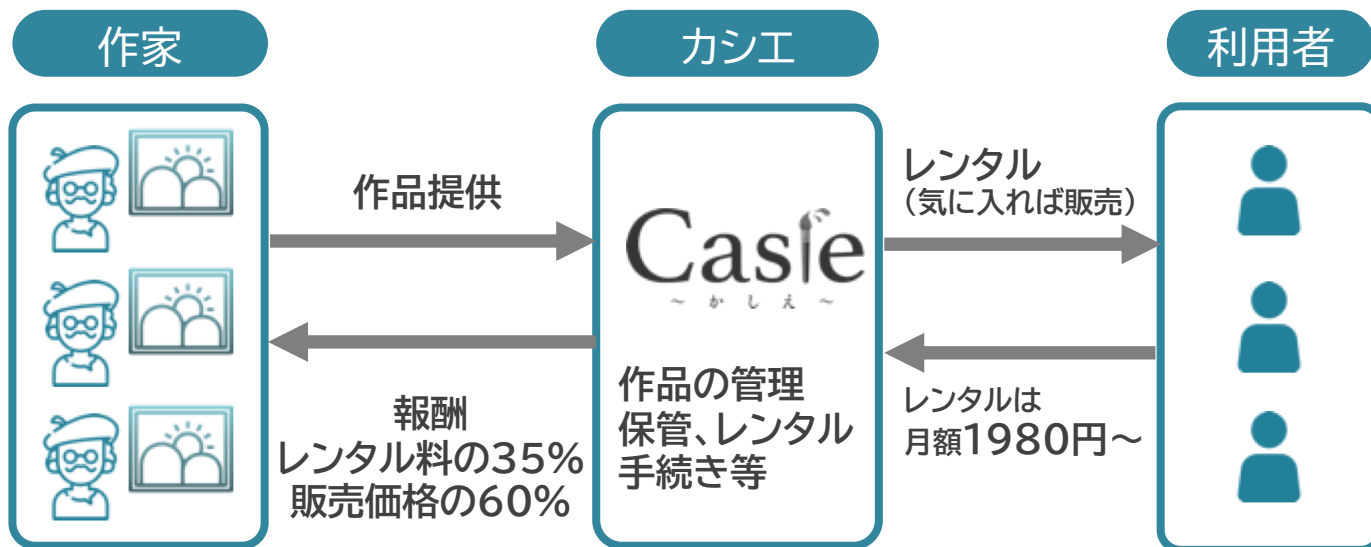 作家
カシエ
利用者
作品提供
報酬
レンタル料の35%
販売価格の60%
Casie
~かしえ~
作品の管理
保管、レンタル
手続き等
レンタル
(気に入れば販売)
レンタルは
月額1980円~